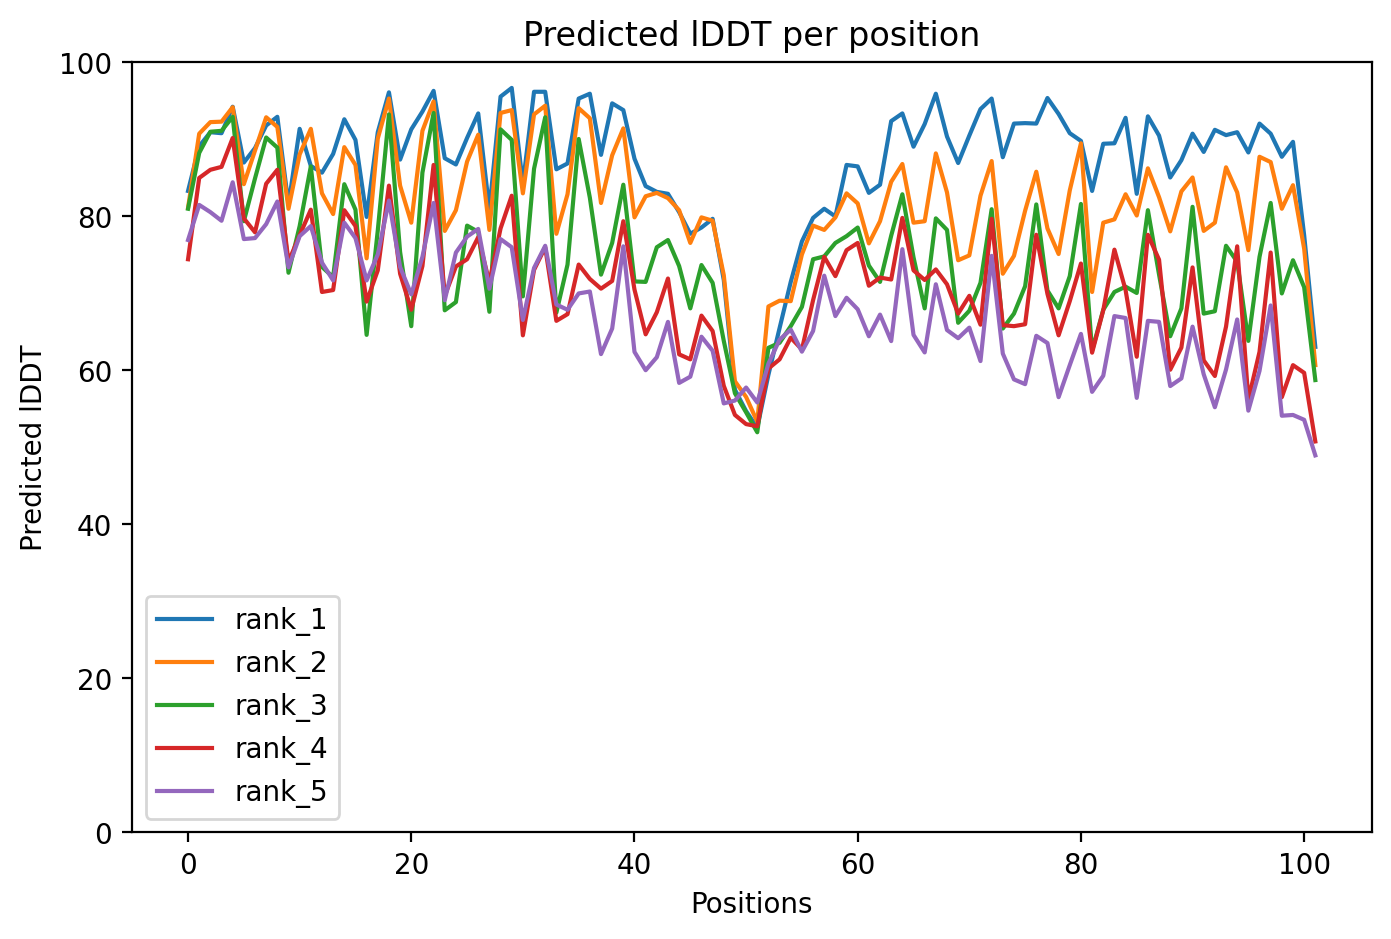 Predicted lDDT per position
100
80
60
40
20
0
Predicted lDDT
rank_1
rank_2
rank_3
rank_4
rank_5
0 20 40 60 80 100
Positions